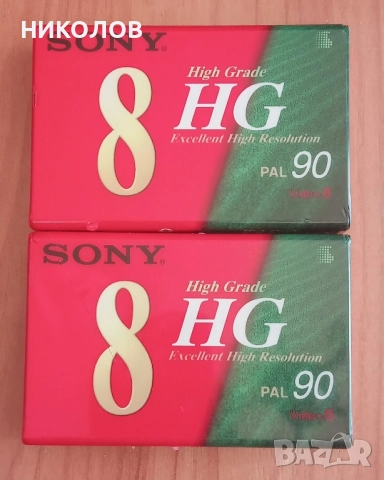 НИКОЛОВ
SONY
8
High Grade
HG
Excellent High Resolution
PAL 90
SONY
8
High Grade
HG
Excellent High Resolution
PAL 90
BAZAR